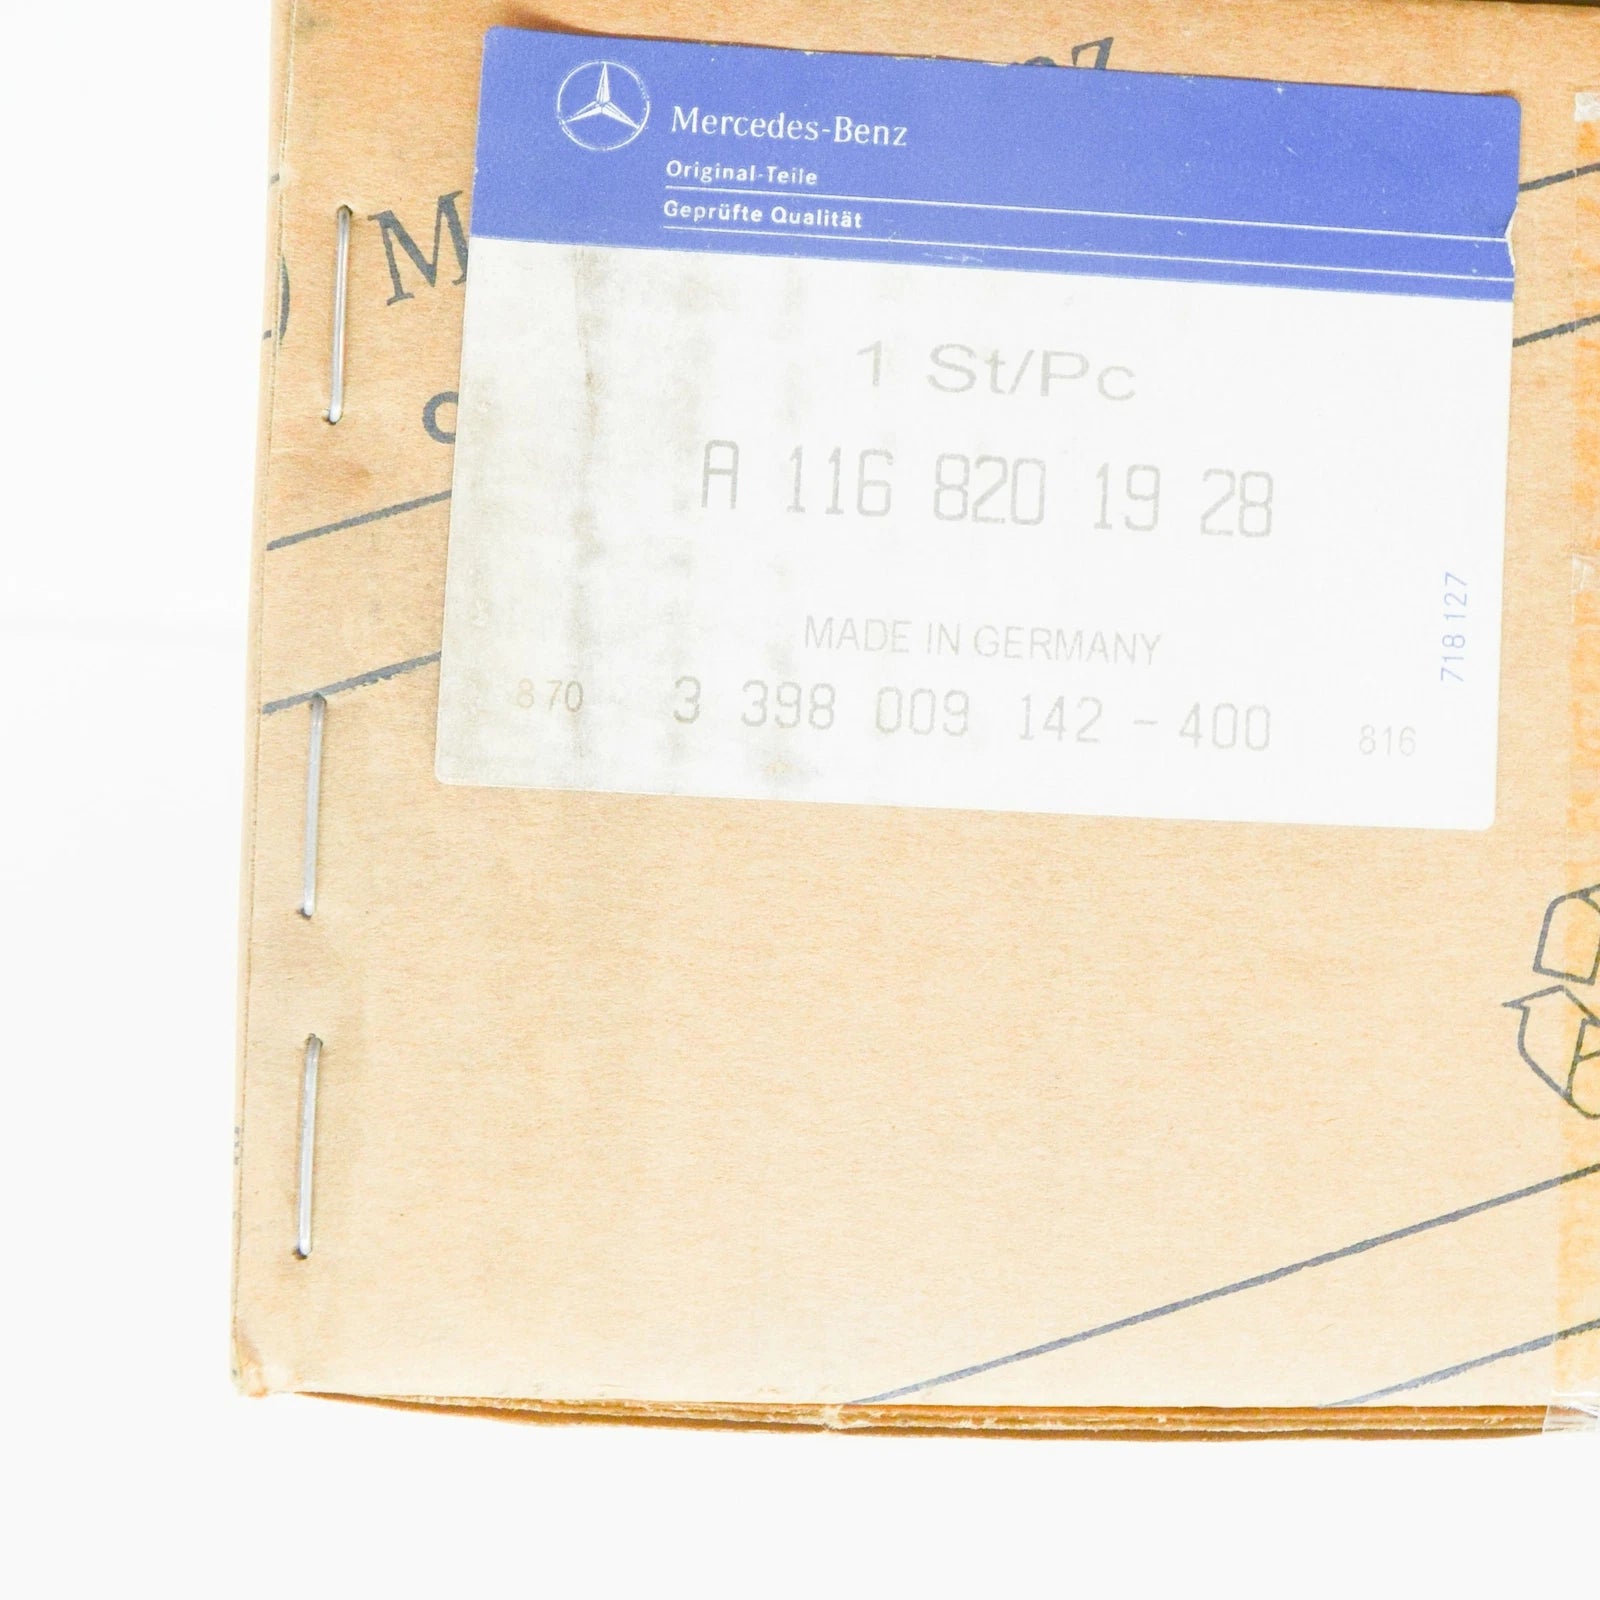 Mercedes-Benz
Original-Teile
Geprüfte Qualität
1 St/Pc
A 116 820 19 28
MADE IN GERMANY
718127
870 3 398 009 142 - 400 816
M